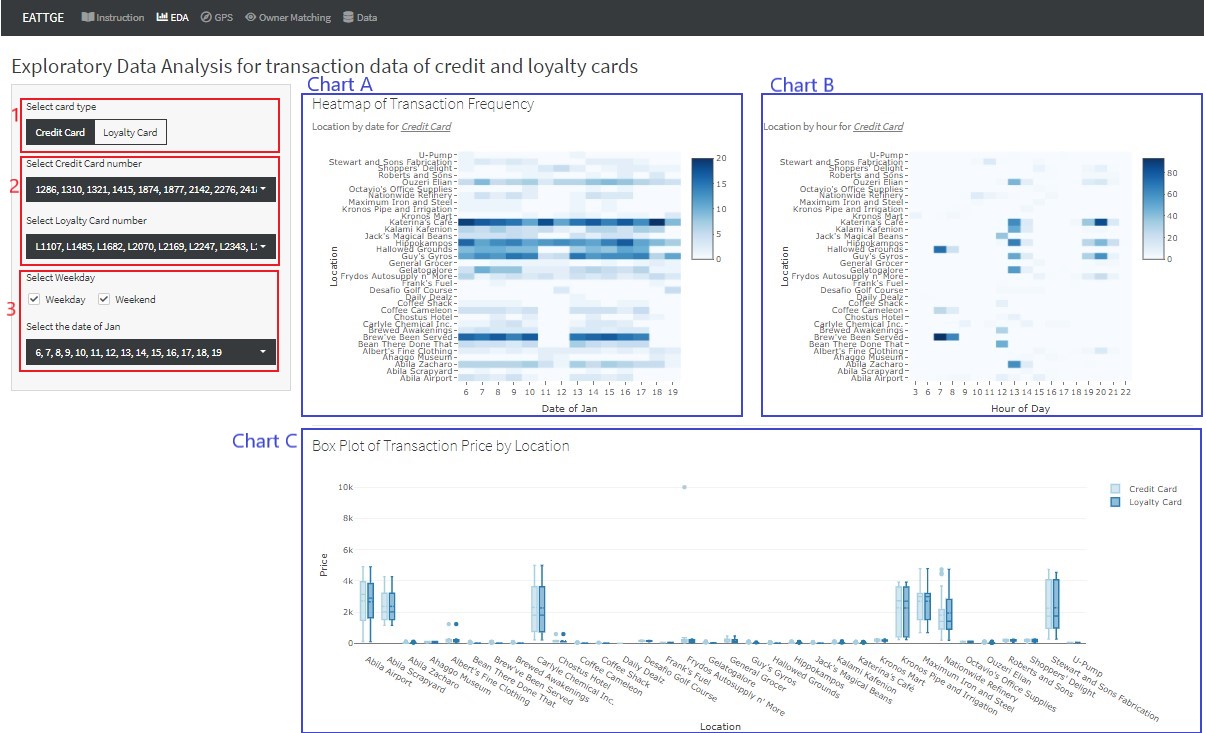 EATTGE Instruction EDA GPS Owner Matching Data
Exploratory Data Analysis for transaction data of credit and loyalty cards
1
Select card type
Credit Card Loyalty Card
2
Select Credit Card number
1286, 1310, 1321, 1415, 1874, 1877, 2142, 2276, 241
Select Loyalty Card number
L1107, L1485, L1682, L2070, L2169, L2247, L2343, L
3
Select Weekday
Weekday Weekend
Select the date of Jan
6, 7, 8, 9, 10, 11, 12, 13, 14, 15, 16, 17, 18, 19
Chart A
Heatmap of Transaction Frequency
Location by date for Credit Card
Location
U-Pump
Stewart and Sons Fabrication
Shoppers' Delight
Roberts and Sons
Ouzeri Elian
Octavio's Office Supplies
Nationwide Refinery
Maximum Iron and Steel
Kronos Pipe and Irrigation
Kronos Mart
Katerina's Café
Kalami Kafenion
Jack's Magical Beans
Hippokampos
Hallowed Grounds
Guy's Gyros
General Grocer
Gelatogalore
Frydos Autosupply n' More
Frank's Fuel
Desafio Golf Course
Daily Dealz
Coffee Shack
Coffee Cameleon
Chostus Hotel
Carlyle Chemical Inc.
Brewed Awakenings
Brew've Been Served
Bean There Done That
Albert's Fine Clothing
Ahaggo Museum
Abila Zacharo
Abila Scrapyard
Abila Airport
6 7 8 9 10 11 12 13 14 15 16 17 18 19
Date of Jan
20
15
10
5
0
Chart B
Location by hour for Credit Card
Location
U-Pump
Stewart and Sons Fabrication
Shoppers' Delight
Roberts and Sons
Ouzeri Elian
Octavio's Office Supplies
Nationwide Refinery
Maximum Iron and Steel
Kronos Pipe and Irrigation
Kronos Mart
Katerina's Café
Kalami Kafenion
Jack's Magical Beans
Hippokampos
Hallowed Grounds
Guy's Gyros
General Grocer
Gelatogalore
Frydos Autosupply n' More
Frank's Fuel
Desafio Golf Course
Daily Dealz
Coffee Shack
Coffee Cameleon
Chostus Hotel
Carlyle Chemical Inc.
Brewed Awakenings
Brew've Been Served
Bean There Done That
Albert's Fine Clothing
Ahaggo Museum
Abila Zacharo
Abila Scrapyard
Abila Airport
3 6 7 8 9 10 11 12 13 14 15 16 17 18 19 20 21 22
Hour of Day
80
60
40
20
0
Chart C
Box Plot of Transaction Price by Location
Price
10k
8k
6k
4k
2k
0
Credit Card
Loyalty Card
Abila Airport
Abila Scrapyard
Abila Zacharo
Ahaggo Museum
Albert's Fine Clothing
Bean There Done That
Brew've Been Served
Brewed Awakenings
Carlyle Chemical Inc.
Chostus Hotel
Coffee Cameleon
Coffee Shack
Daily Dealz
Desafio Golf Course
Frank's Fuel
Frydos Autosupply n' More
Gelatogalore
General Grocer
Guy's Gyros
Hallowed Grounds
Hippokampos
Jack's Magical Beans
Kalami Kafenion
Katerina's Café
Kronos Mart
Kronos Pipe and Irrigation
Maximum Iron and Steel
Nationwide Refinery
Octavio's Office Supplies
Ouzeri Elian
Roberts and Sons
Shoppers' Delight
Stewart and Sons Fabrication
U-Pump
Location